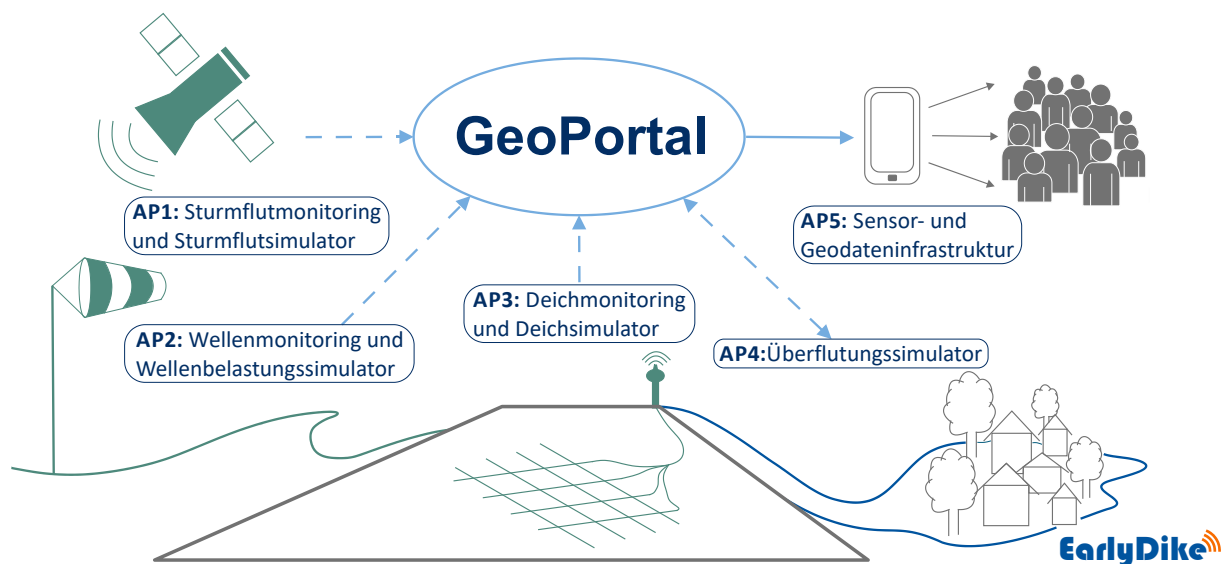 GeoPortal
AP1: Sturmflutmonitoring
und Sturmflutsimulator
AP5: Sensor- und
Geodateninfrastruktur
AP3: Deichmonitoring
und Deichsimulator
AP2: Wellenmonitoring und
Wellenbelastungssimulator
AP4:Überflutungssimulator
EarlyDike